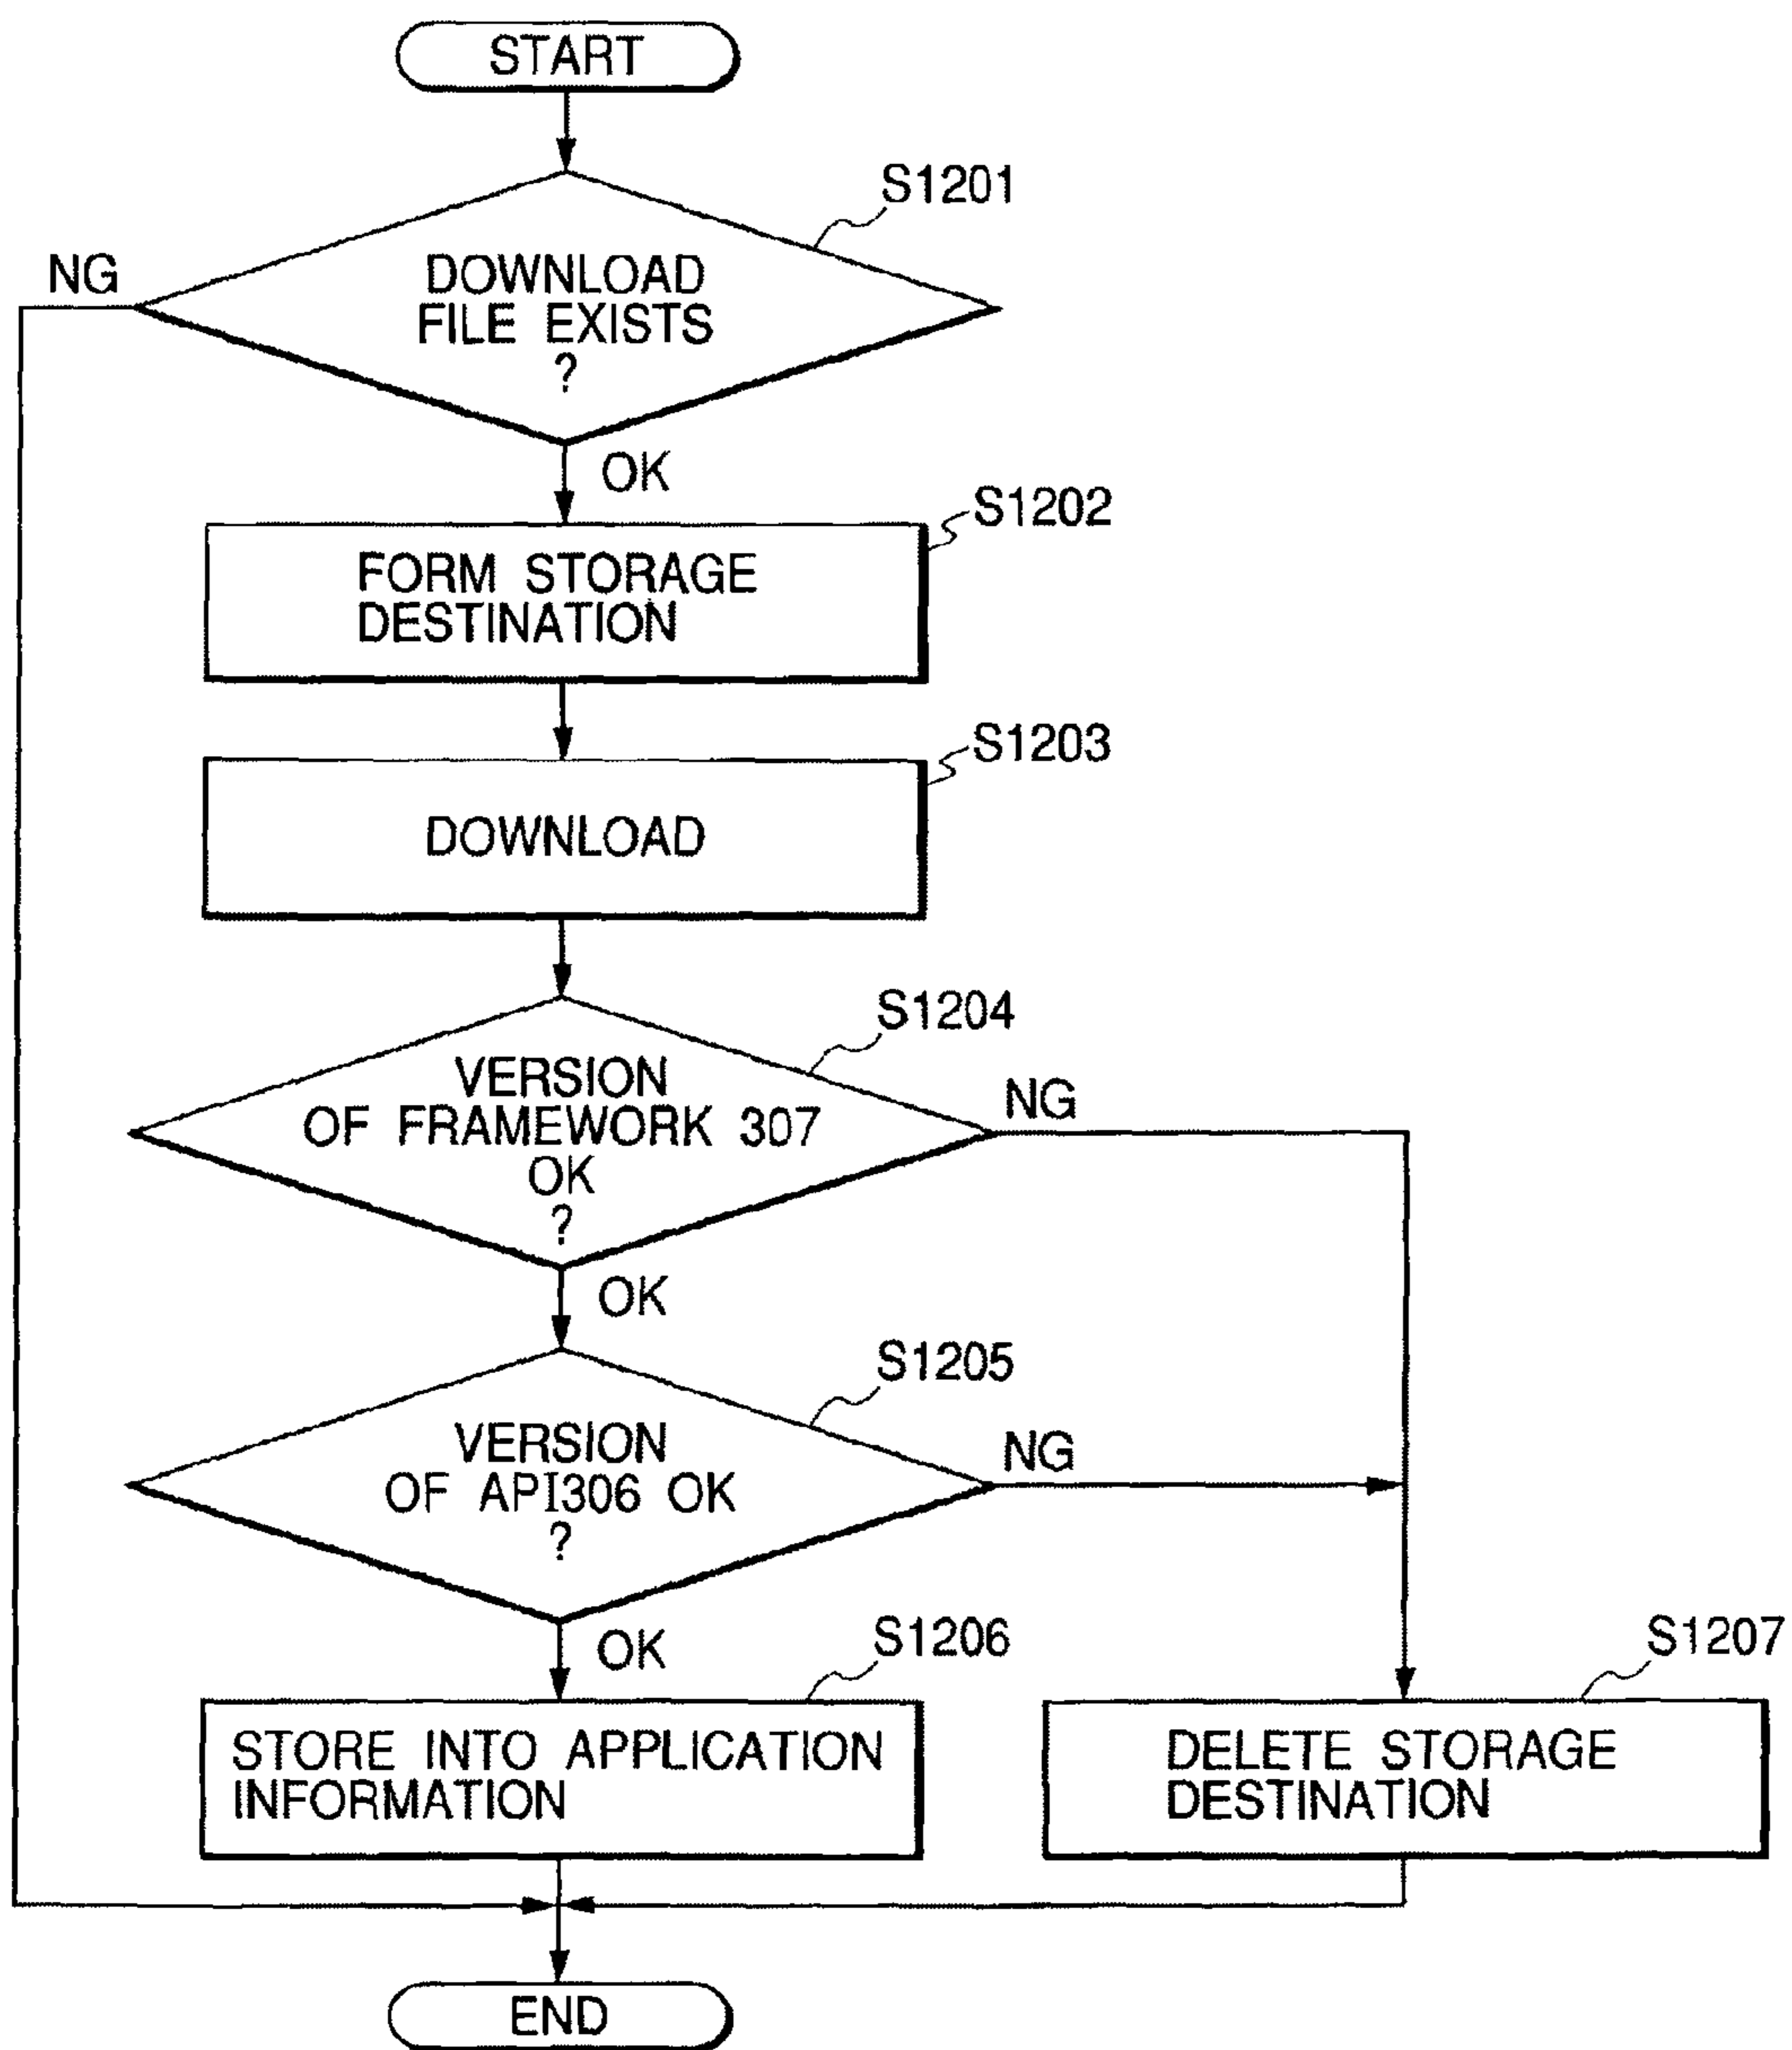 START
S1201
NG
DOWNLOAD
FILE EXISTS
?
OK
S1202
FORM STORAGE
DESTINATION
S1203
DOWNLOAD
S1204
VERSION
OF FRAMEWORK 307
OK
?
NG
OK
S1205
VERSION
OF API306 OK
?
NG
OK
S1206
STORE INTO APPLICATION
INFORMATION
S1207
DELETE STORAGE
DESTINATION
END